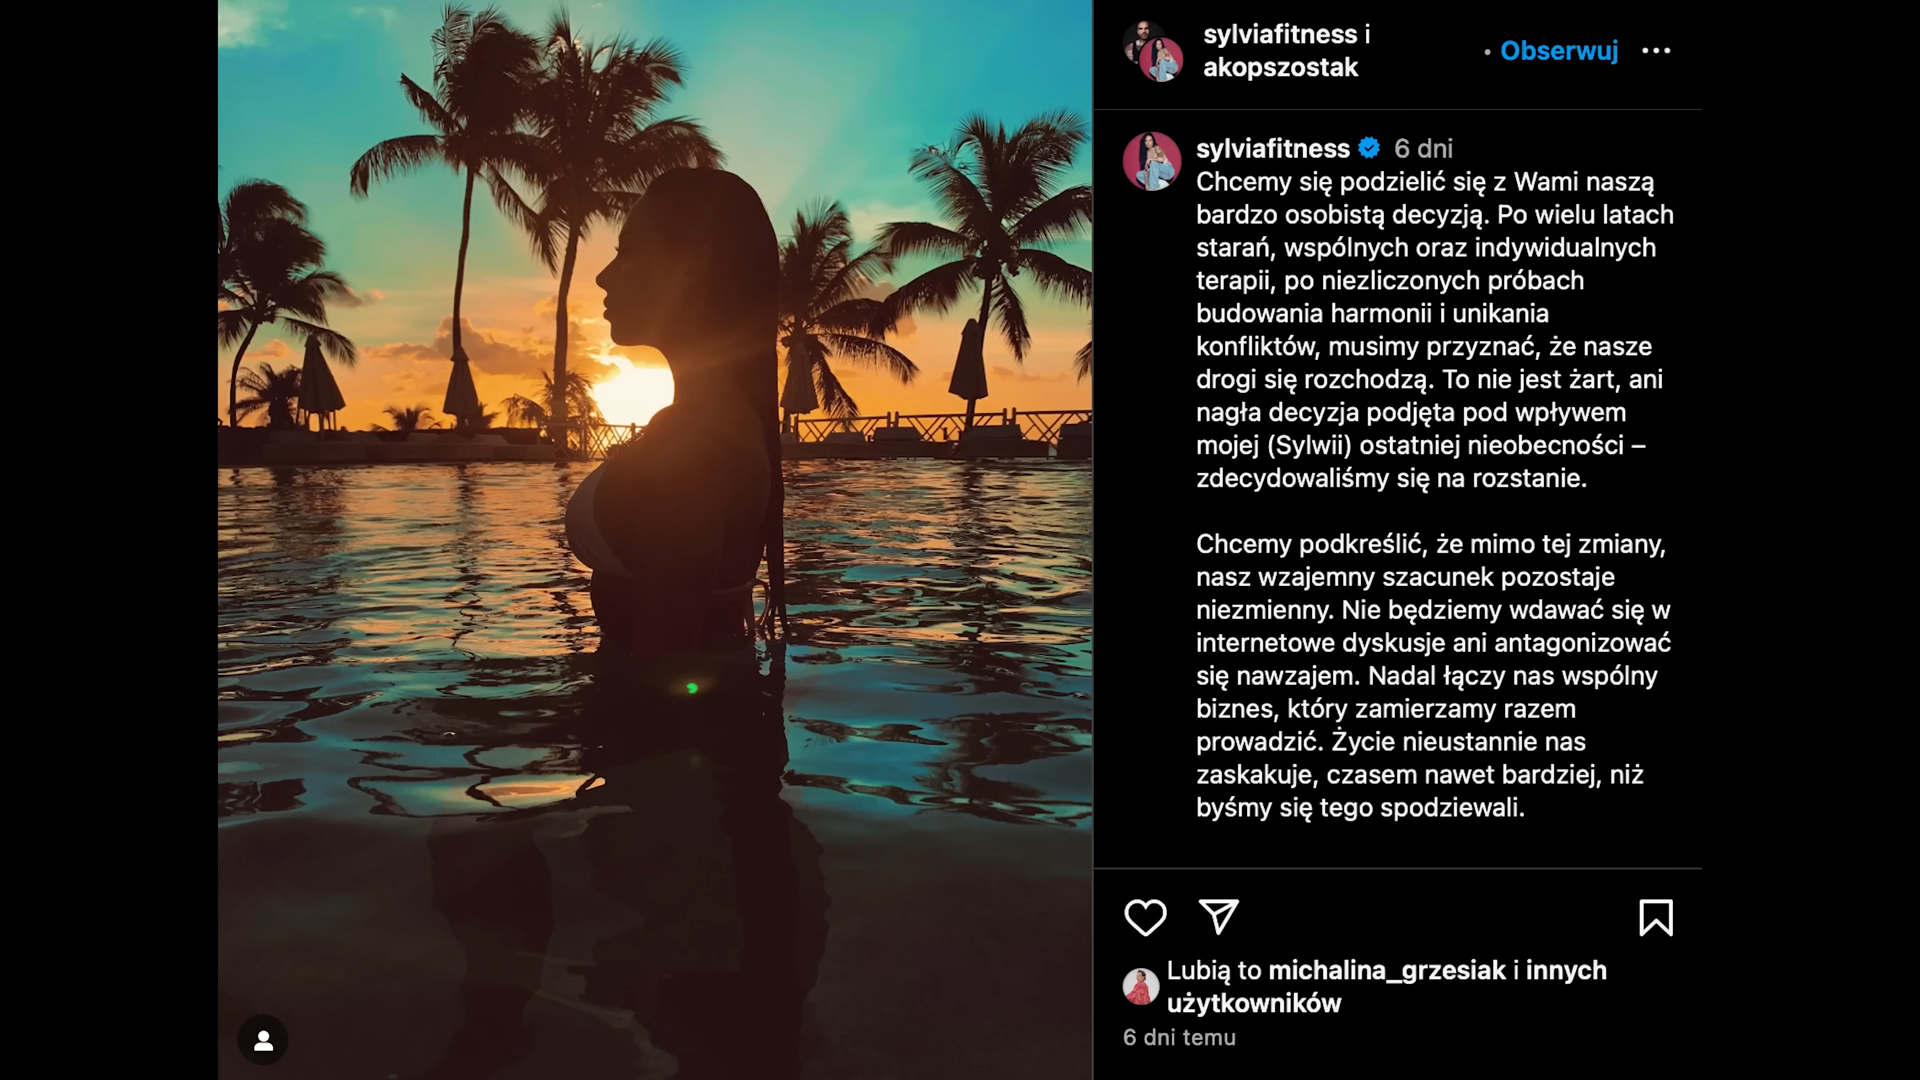 sylviafitness i
akopszostak
• Obserwuj
sylviafitness 6 dni
Chcemy się podzielić się z Wami naszą
bardzo osobistą decyzją. Po wielu latach
starań, wspólnych oraz indywidualnych
terapii, po niezliczonych próbach
budowania harmonii i unikania
konfliktów, musimy przyznać, że nasze
drogi się rozchodzą. To nie jest żart, ani
nagła decyzja podjęta pod wpływem
mojej (Sylwii) ostatniej nieobecności –
zdecydowaliśmy się na rozstanie.
Chcemy podkreślić, że mimo tej zmiany,
nasz wzajemny szacunek pozostaje
niezmienny. Nie będziemy wdawać się w
internetowe dyskusje ani antagonizować
się nawzajem. Nadal łączy nas wspólny
biznes, który zamierzamy razem
prowadzić. Życie nieustannie nas
zaskakuje, czasem nawet bardziej, niż
byśmy się tego spodziewali.
Lubią to michalina_grzesiak i innych
użytkowników
6 dni temu